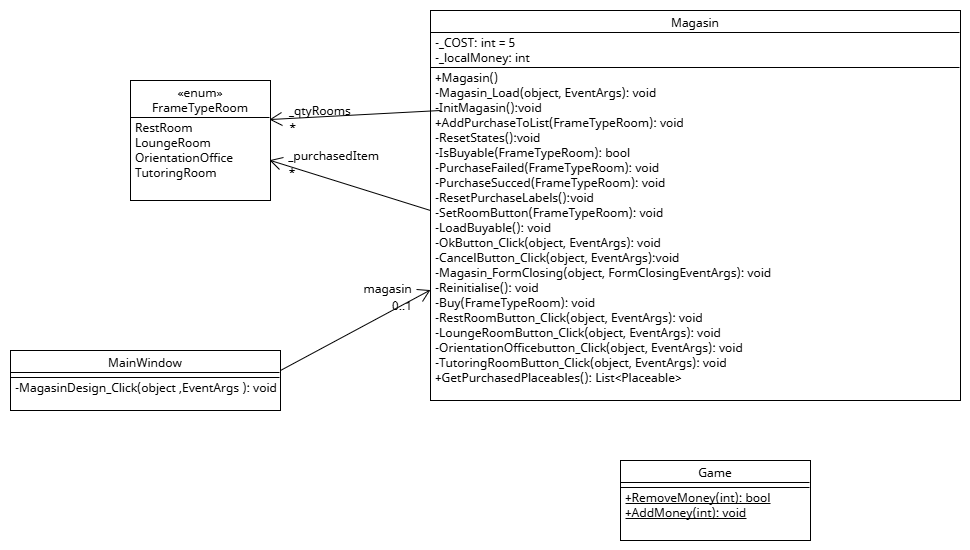 Magasin
-_COST: int = 5
-_localMoney: int
+Magasin()
-Magasin_Load(object, EventArgs): void
-InitMagasin():void
+AddPurchaseToList(FrameTypeRoom): void
-ResetStates():void
-IsBuyable(FrameTypeRoom): bool
-PurchaseFailed(FrameTypeRoom): void
-PurchaseSucced(FrameTypeRoom): void
-ResetPurchaseLabels():void
-SetRoomButton(FrameTypeRoom): void
-LoadBuyable(): void
-OkButton_Click(object, EventArgs): void
-CancelButton_Click(object, EventArgs):void
-Magasin_FormClosing(object, FormClosingEventArgs): void
-Reinitialise(): void
-Buy(FrameTypeRoom): void
-RestRoomButton_Click(object, EventArgs): void
-LoungeRoomButton_Click(object, EventArgs): void
-OrientationOfficebutton_Click(object, EventArgs): void
-TutoringRoomButton_Click(object, EventArgs): void
+GetPurchasedPlaceables(): List<Placeable>
«enum»
FrameTypeRoom
RestRoom
LoungeRoom
OrientationOffice
TutoringRoom
_qtyRooms
*
_purchasedItem
*
magasin
0..1
MainWindow
-MagasinDesign_Click(object ,EventArgs ): void
Game
+RemoveMoney(int): bool
+AddMoney(int): void